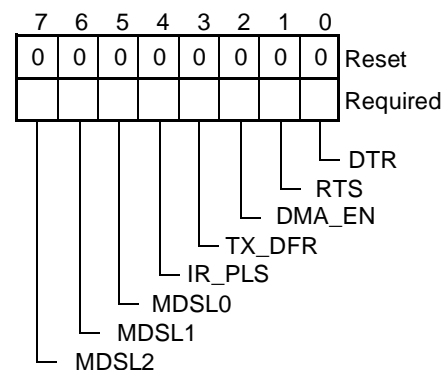 7 6 5 4 3 2 1 0
0 0 0 0 0 0 0 0 Reset
Required
DTR
RTS
DMA_EN
TX_DFR
IR_PLS
MDSL0
MDSL1
MDSL2